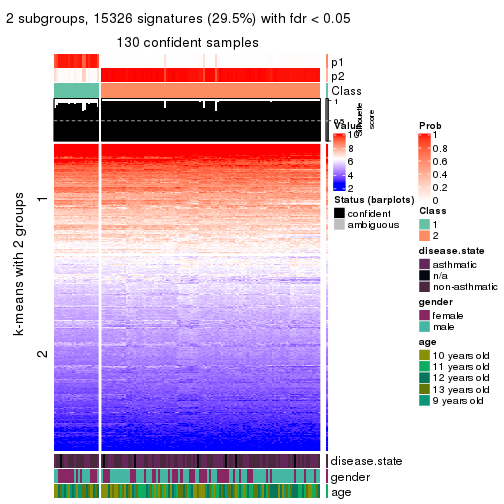 2 subgroups, 15326 signatures (29.5%) with fdr < 0.05
130 confident samples
p1
p2
Class
1
0.5
Silhouette
score
k-means with 2 groups
1
2
disease.state
gender
age
Value
10
8
6
4
2
Status (barplots)
confident
ambiguous
Prob
1
0.8
0.6
0.4
0.2
0
Class
1
2
disease.state
asthmatic
n/a
non-asthmatic
gender
female
male
age
10 years old
11 years old
12 years old
13 years old
9 years old